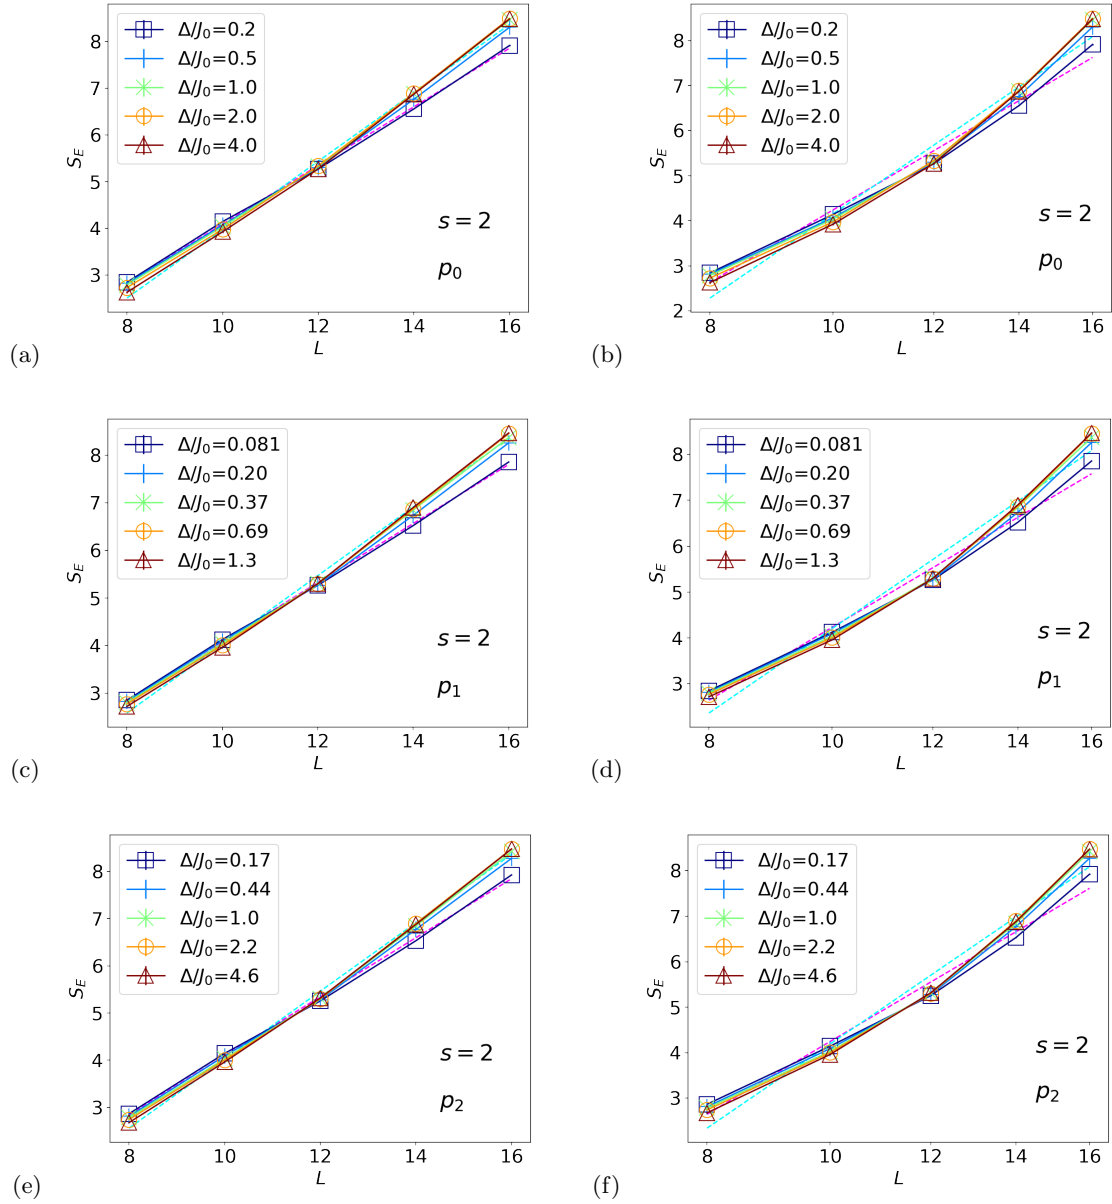 8
7
6
5
4
3
S_E
Δ/J₀=0.2
Δ/J₀=0.5
Δ/J₀=1.0
Δ/J₀=2.0
Δ/J₀=4.0
s = 2
p₀
8 10 12 14 16
L
(a)
8
7
6
5
4
3
2
S_E
Δ/J₀=0.2
Δ/J₀=0.5
Δ/J₀=1.0
Δ/J₀=2.0
Δ/J₀=4.0
s = 2
p₀
8 10 12 14 16
L
(b)
8
7
6
5
4
3
S_E
Δ/J₀=0.081
Δ/J₀=0.20
Δ/J₀=0.37
Δ/J₀=0.69
Δ/J₀=1.3
s = 2
p₁
8 10 12 14 16
L
(c)
8
7
6
5
4
3
S_E
Δ/J₀=0.081
Δ/J₀=0.20
Δ/J₀=0.37
Δ/J₀=0.69
Δ/J₀=1.3
s = 2
p₁
8 10 12 14 16
L
(d)
8
7
6
5
4
3
S_E
Δ/J₀=0.17
Δ/J₀=0.44
Δ/J₀=1.0
Δ/J₀=2.2
Δ/J₀=4.6
s = 2
p₂
8 10 12 14 16
L
(e)
8
7
6
5
4
3
S_E
Δ/J₀=0.17
Δ/J₀=0.44
Δ/J₀=1.0
Δ/J₀=2.2
Δ/J₀=4.6
s = 2
p₂
8 10 12 14 16
L
(f)